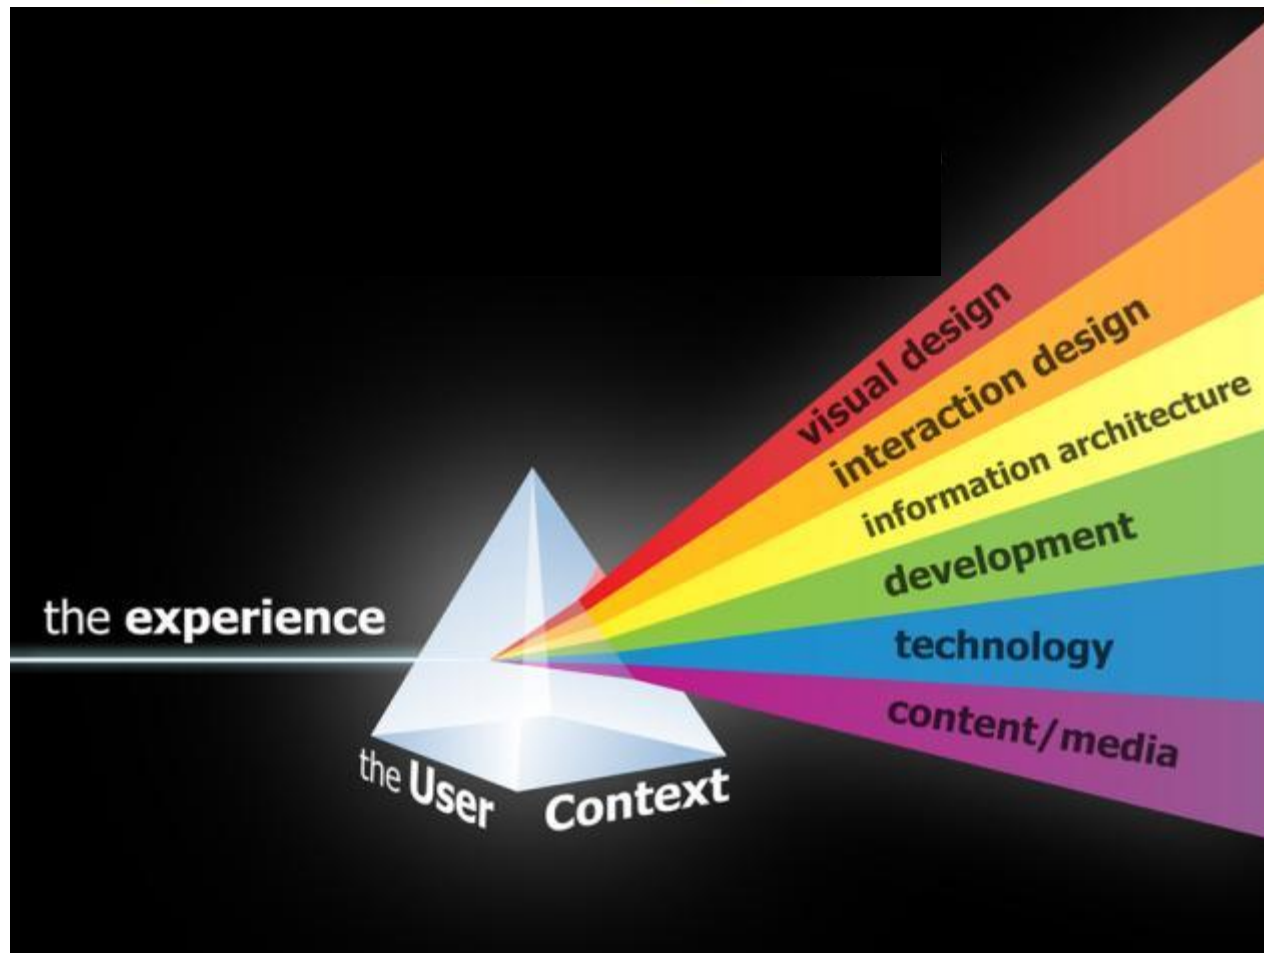 visual design
interaction design
information architecture
development
the experience
technology
content/media
the User
Context